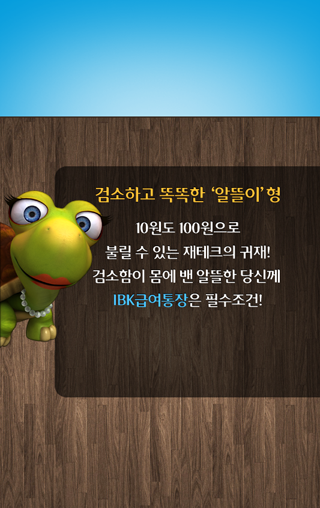 검소하고 똑똑한 ‘알뜰이’형
10원도 100원으로
불릴 수 있는 재테크의 귀재!
검소함이 몸에 밴 알뜰한 당신께
IBK급여통장은 필수조건!